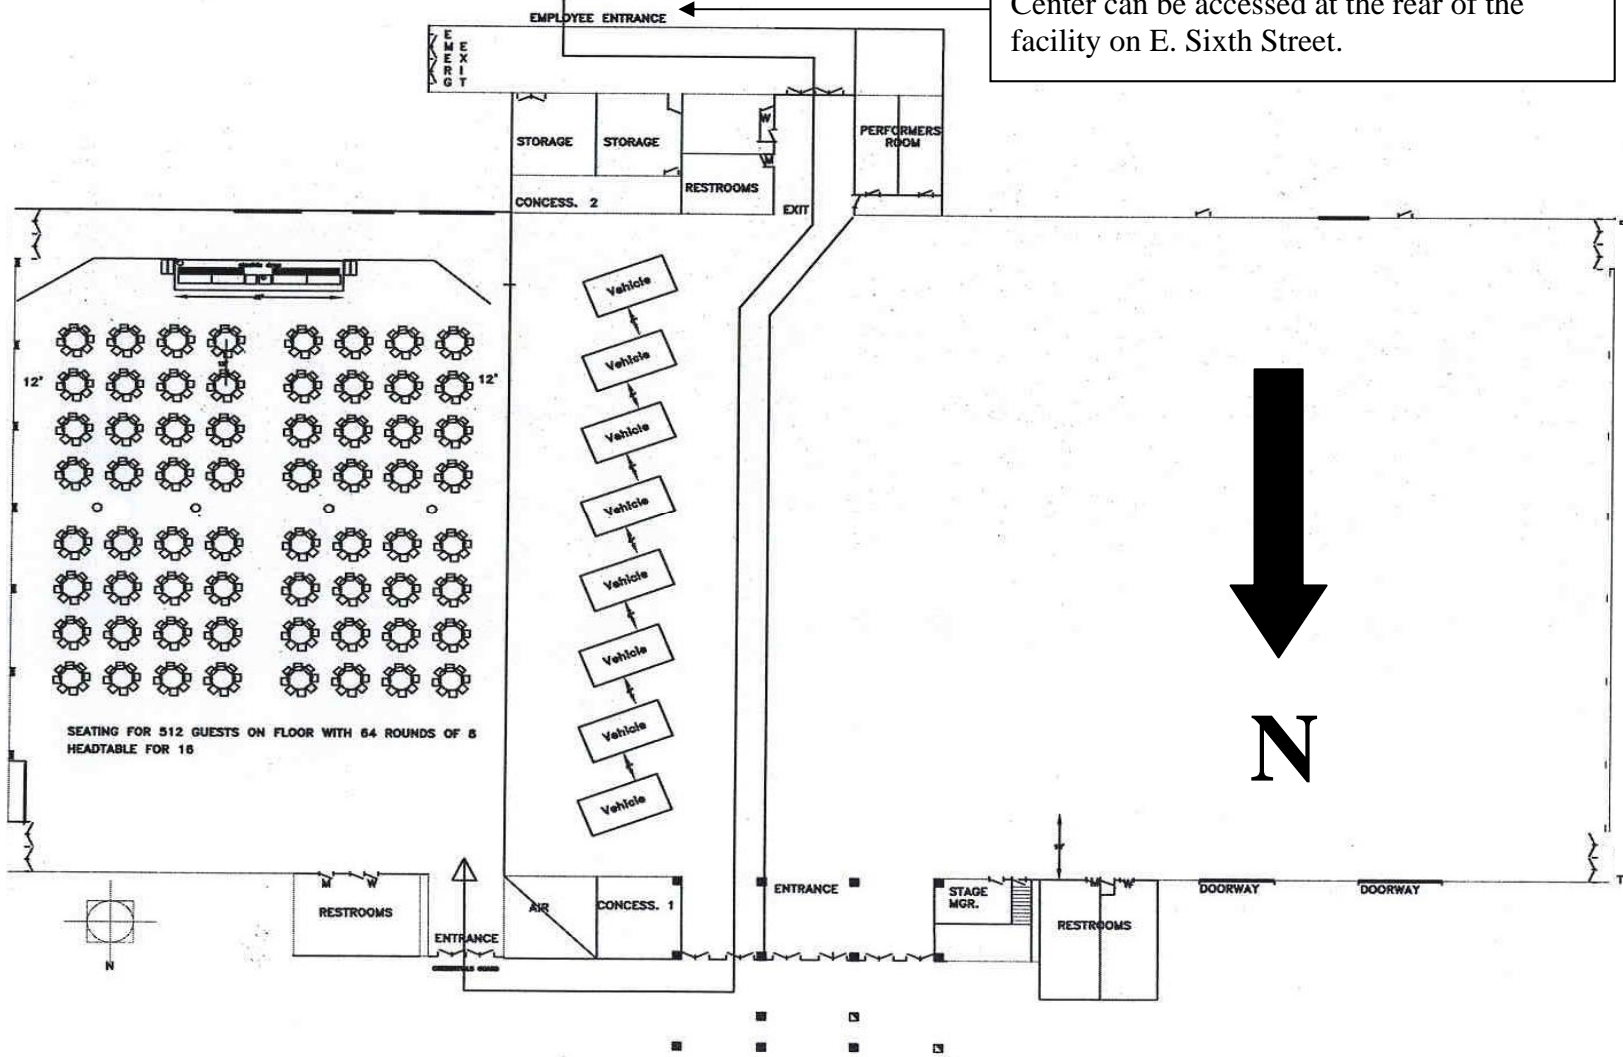 Center can be accessed at the rear of the
facility on E. Sixth Street.
EMPLOYEE ENTRANCE
EMERG
EXIT
STORAGE
STORAGE
W
M
RESTROOMS
CONCESS. 2
EXIT
PERFORMERS
ROOM
Vehicle
Vehicle
Vehicle
Vehicle
Vehicle
Vehicle
Vehicle
Vehicle
12'
12'
SEATING FOR 512 GUESTS ON FLOOR WITH 64 ROUNDS OF 8
HEADTABLE FOR 16
N
M W
RESTROOMS
ENTRANCE
AIR
CONCESS. 1
ENTRANCE
STAGE
MGR.
M W
RESTROOMS
DOORWAY
DOORWAY
N